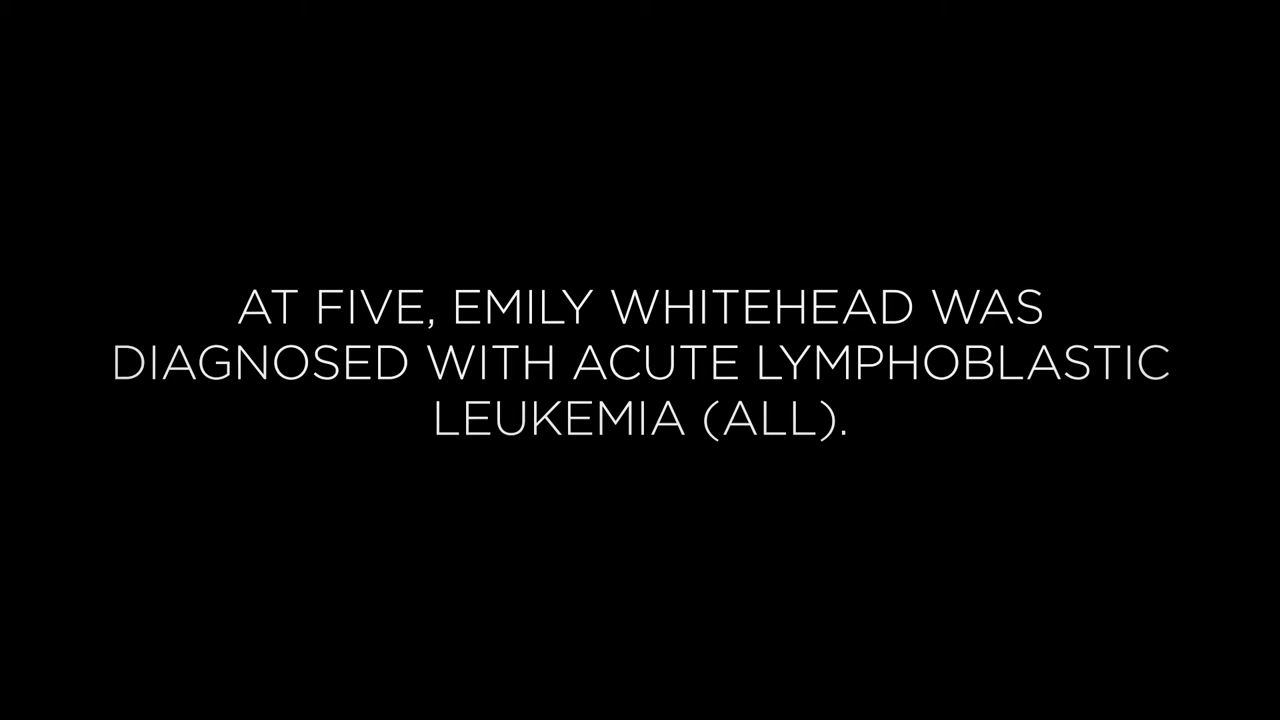 AT FIVE, EMILY WHITEHEAD WAS
DIAGNOSED WITH ACUTE LYMPHOBLASTIC
LEUKEMIA (ALL).